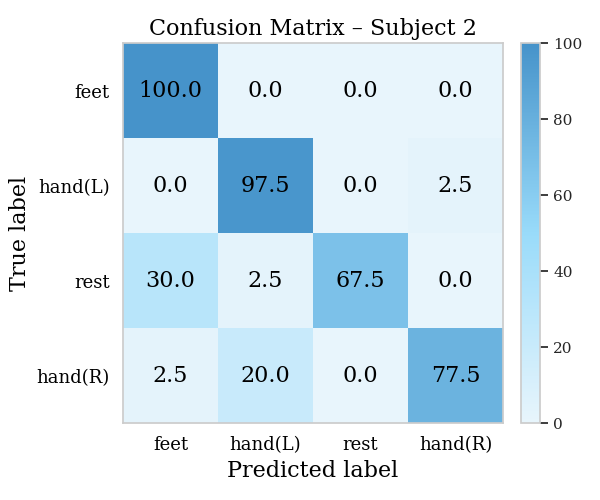 Confusion Matrix – Subject 2
feet 100.0 0.0 0.0 0.0
hand(L) 0.0 97.5 0.0 2.5
rest 30.0 2.5 67.5 0.0
hand(R) 2.5 20.0 0.0 77.5
feet hand(L) rest hand(R)
Predicted label
True label
100
80
60
40
20
0